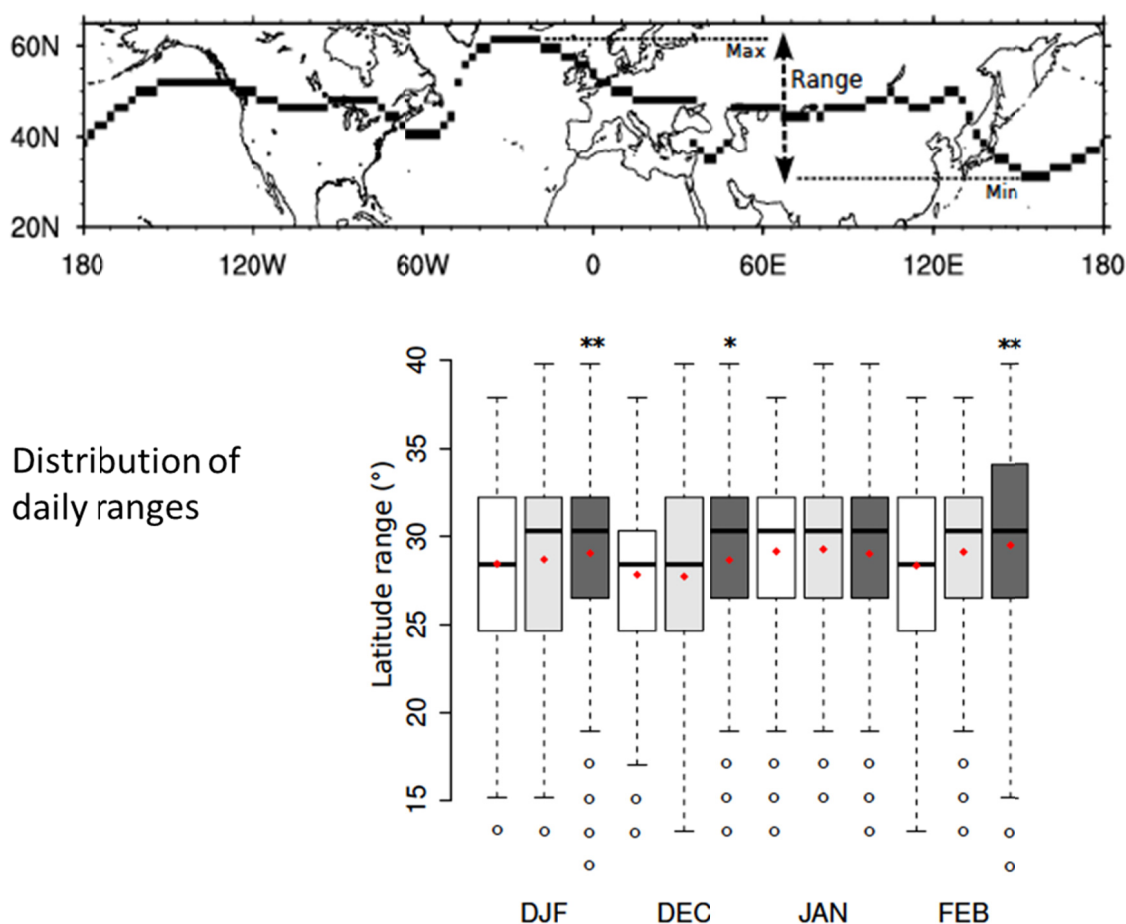 60N
Max
Range
40N
Min
20N
180 120W 60W 0 60E 120E 180
** * **
40
35
30
25
20
15
Latitude range (°)
Distribution of
daily ranges
DJF DEC JAN FEB